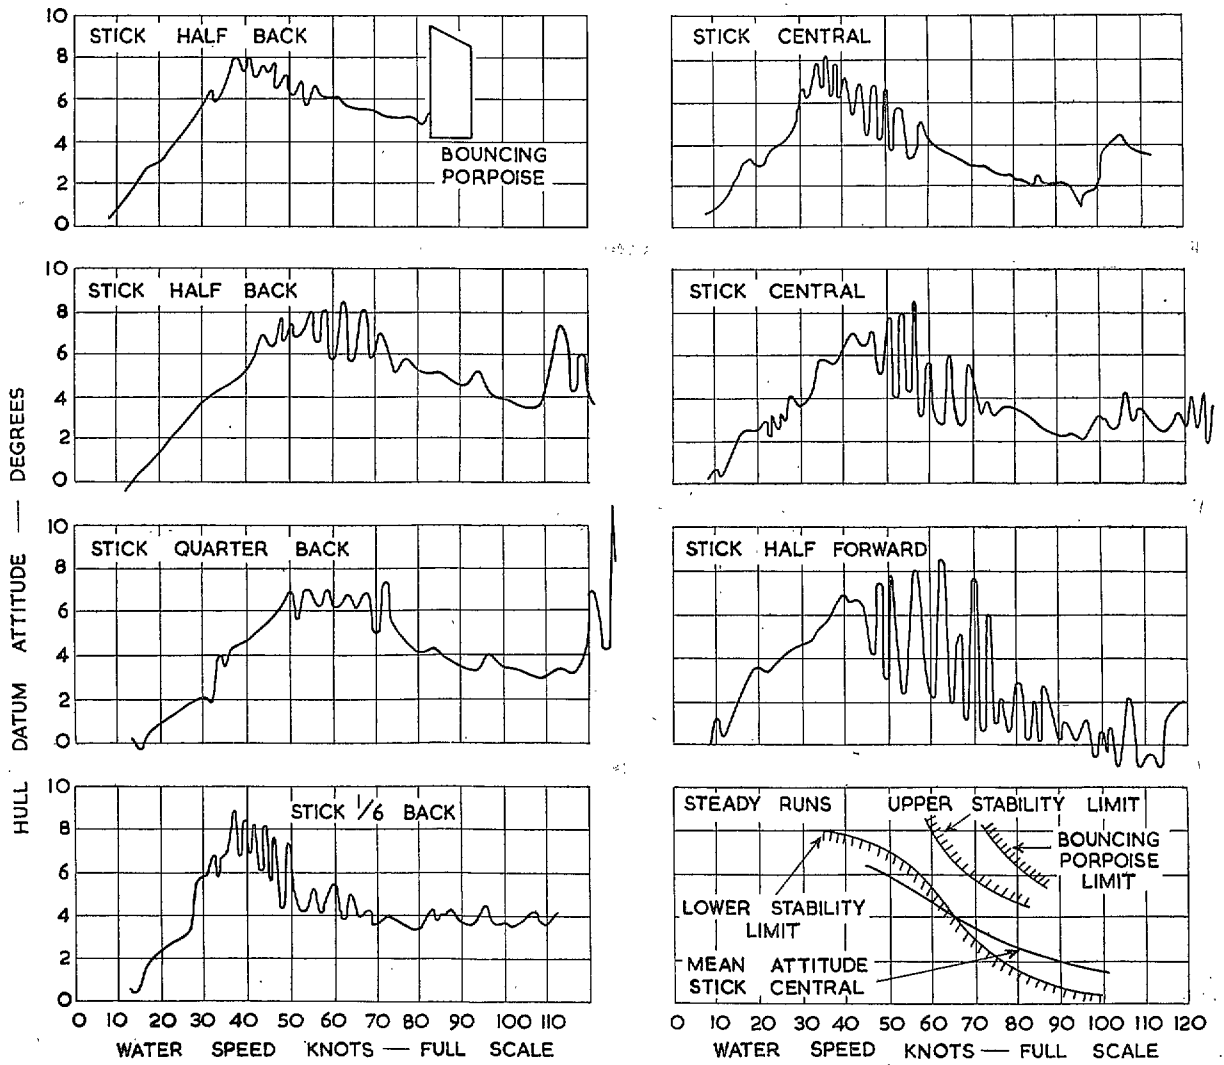 10
8
6
4
2
0
STICK HALF BACK
BOUNCING
PORPOISE
STICK CENTRAL
10
8
6
4
2
0
STICK HALF BACK
STICK CENTRAL
10
8
6
4
2
0
STICK QUARTER BACK
STICK HALF FORWARD
10
8
6
4
2
0
STICK 1/6 BACK
STEADY RUNS
UPPER STABILITY LIMIT
BOUNCING
PORPOISE
LIMIT
LOWER STABILITY
LIMIT
MEAN ATTITUDE
STICK CENTRAL
HULL DATUM ATTITUDE — DEGREES
0 10 20 30 40 50 60 70 80 90 100 110
WATER SPEED KNOTS — FULL SCALE
0 10 20 30 40 50 60 70 80 90 100 110 120
WATER SPEED KNOTS — FULL SCALE